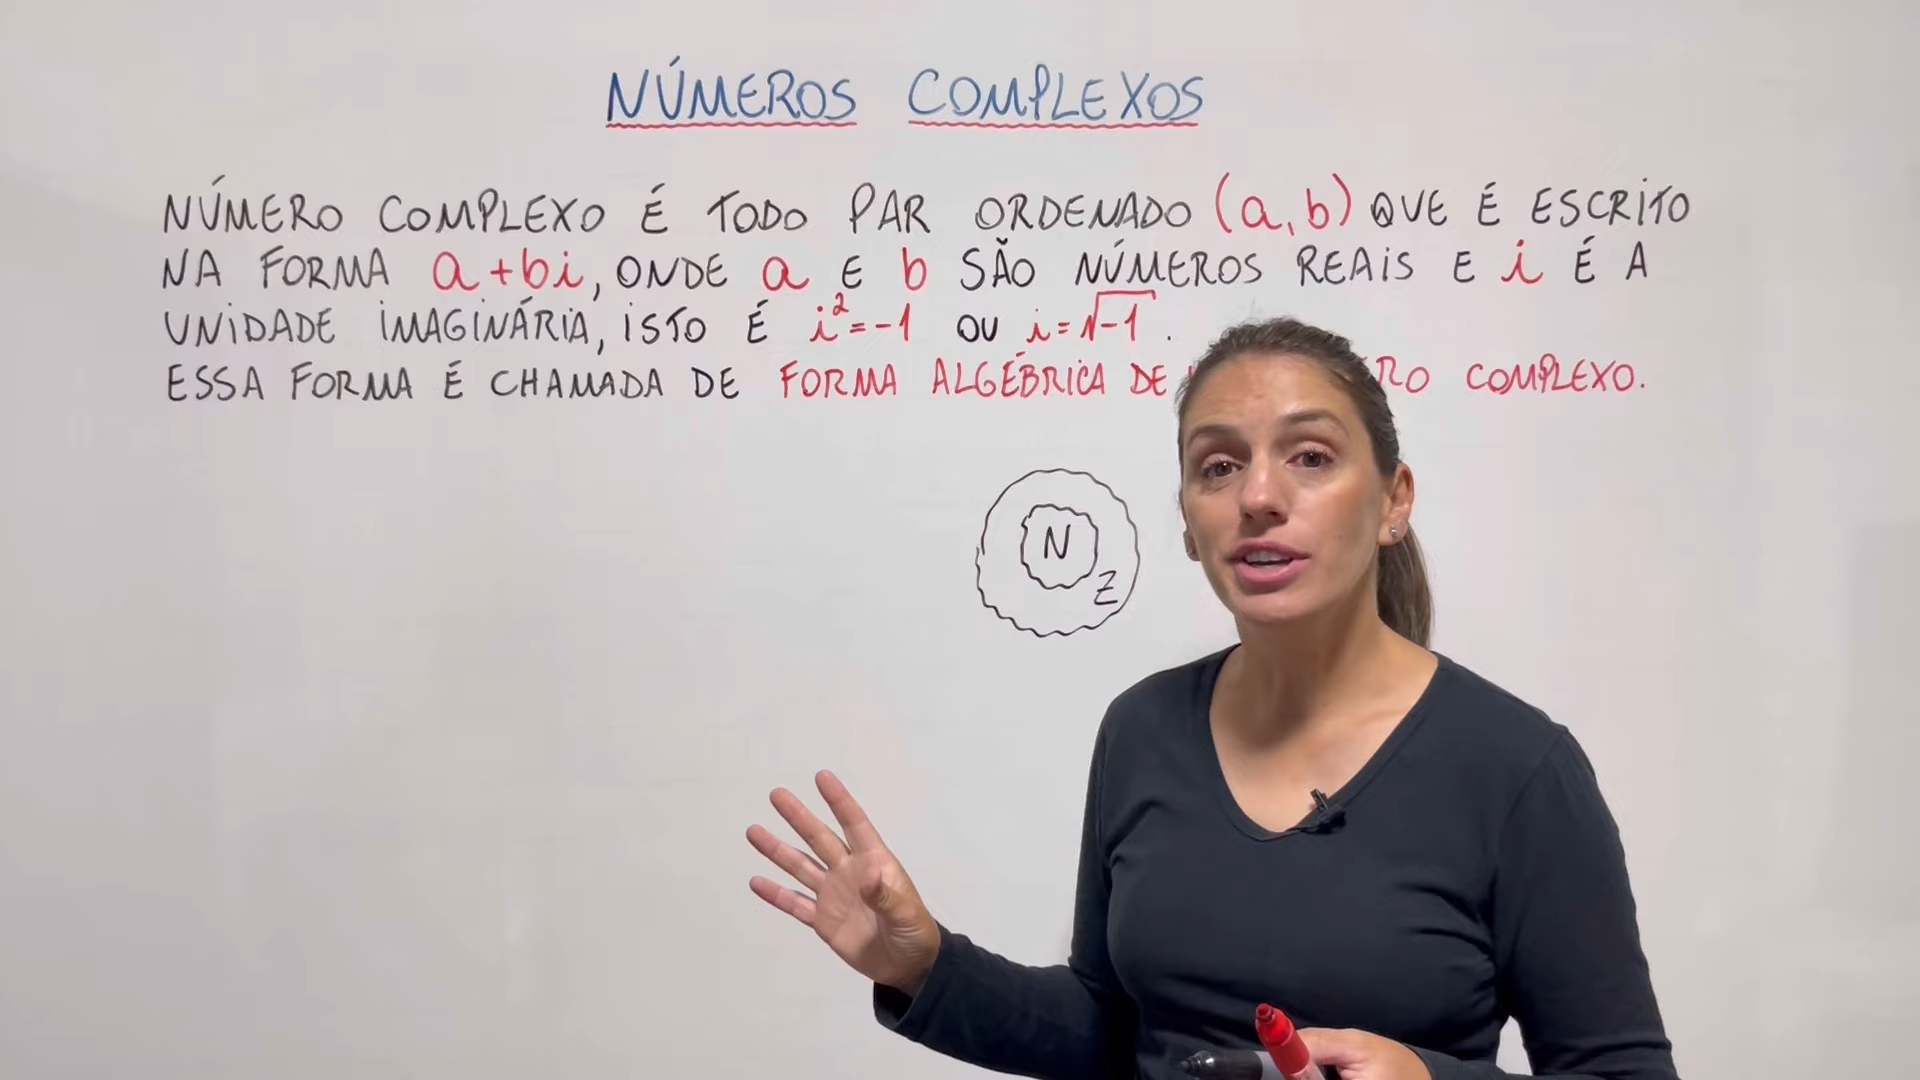 NÚMEROS COMPLEXOS
NÚMERO COMPLEXO É TODO PAR ORDENADO (a,b) QUE É ESCRITO
NA FORMA a+bi, ONDE a E b SÃO NÚMEROS REAIS E i É A
UNIDADE IMAGINÁRIA, ISTO É i²=-1 OU i=√-1.
ESSA FORMA É CHAMADA DE FORMA ALGÉBRICA DE COMPLEXO.
N
Z